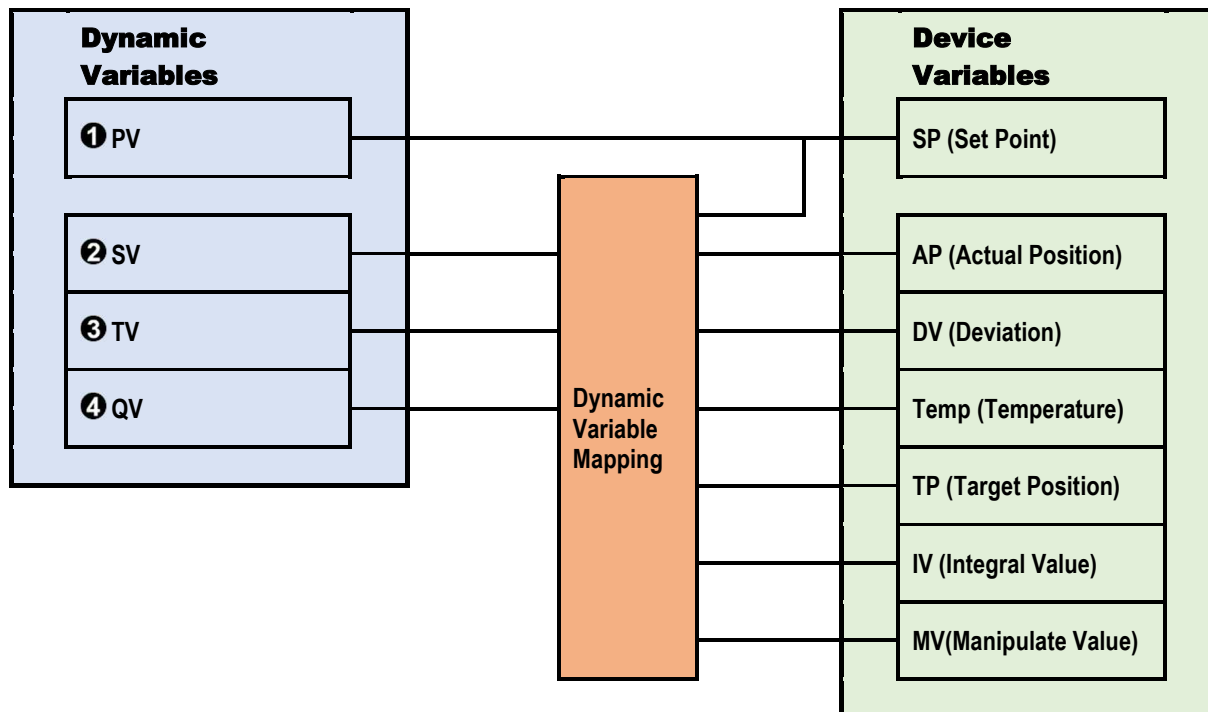 Dynamic
Variables
❶ PV
❷ SV
❸ TV
❹ QV
Dynamic
Variable
Mapping
Device
Variables
SP (Set Point)
AP (Actual Position)
DV (Deviation)
Temp (Temperature)
TP (Target Position)
IV (Integral Value)
MV(Manipulate Value)